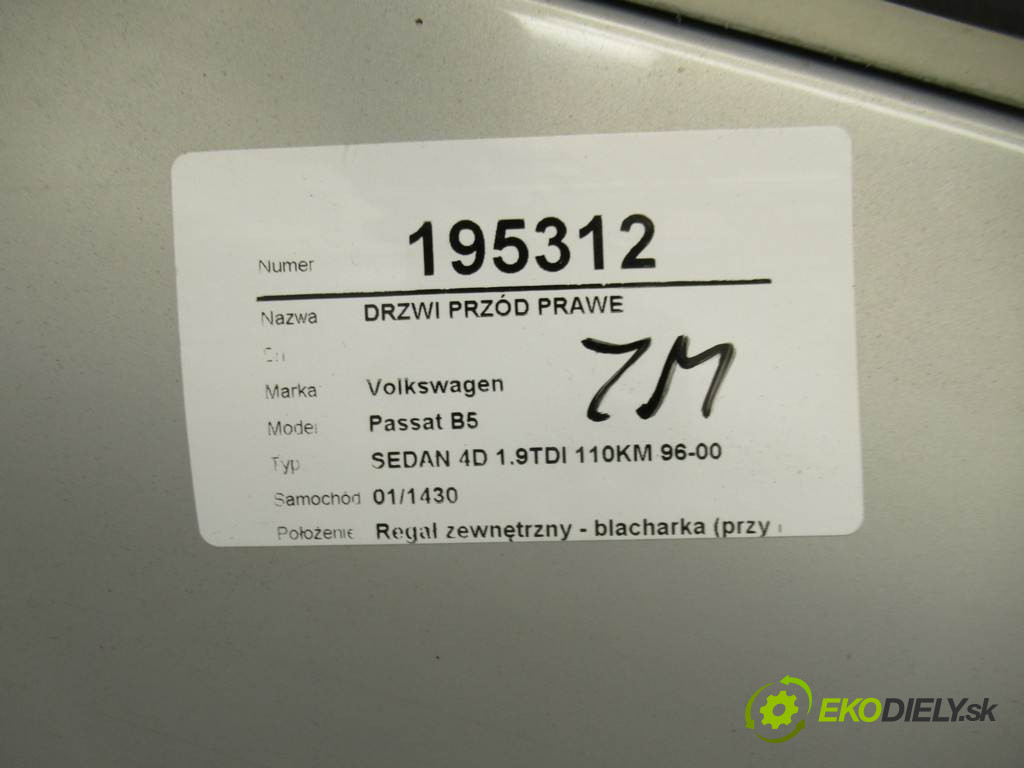 Numer 195312
Nazwa DRZWI PRZÓD PRAWE
Marka Volkswagen
Model Passat B5
Typ SEDAN 4D 1.9TDI 110KM 96-00
Samochód 01/1430
Położenie Regał zewnętrzny - blacharka (przy
ZM
EKODIELY.sk